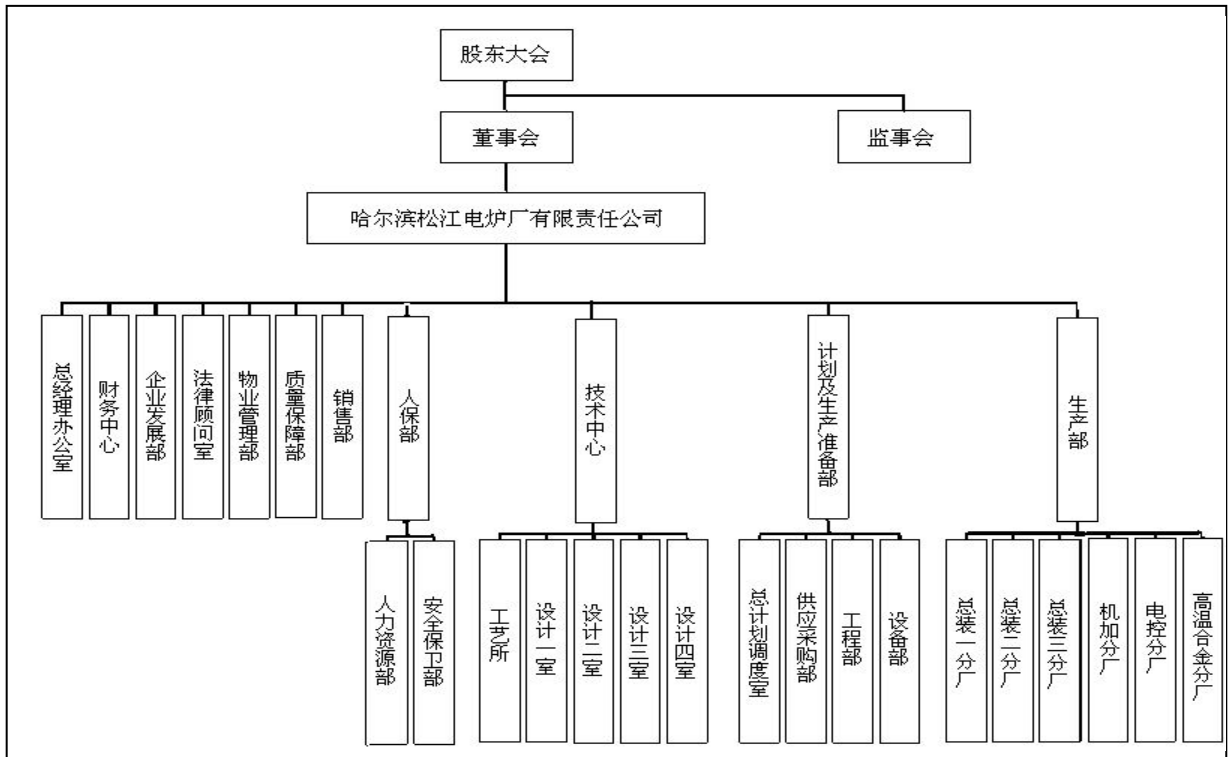 股东大会
董事会
监事会
哈尔滨松江电炉厂有限责任公司
总经理办公室
财务中心
企业发展部
法律顾问室
物业管理部
质量保障部
销售部
人保部
技术中心
计划及生产准备部
生产部
人力资源部
安全保卫部
工艺所
设计一室
设计二室
设计三室
设计四室
总计划调度室
供应采购部
工程部
设备部
总装一分厂
总装二分厂
总装三分厂
机加分厂
电控分厂
高温合金分厂